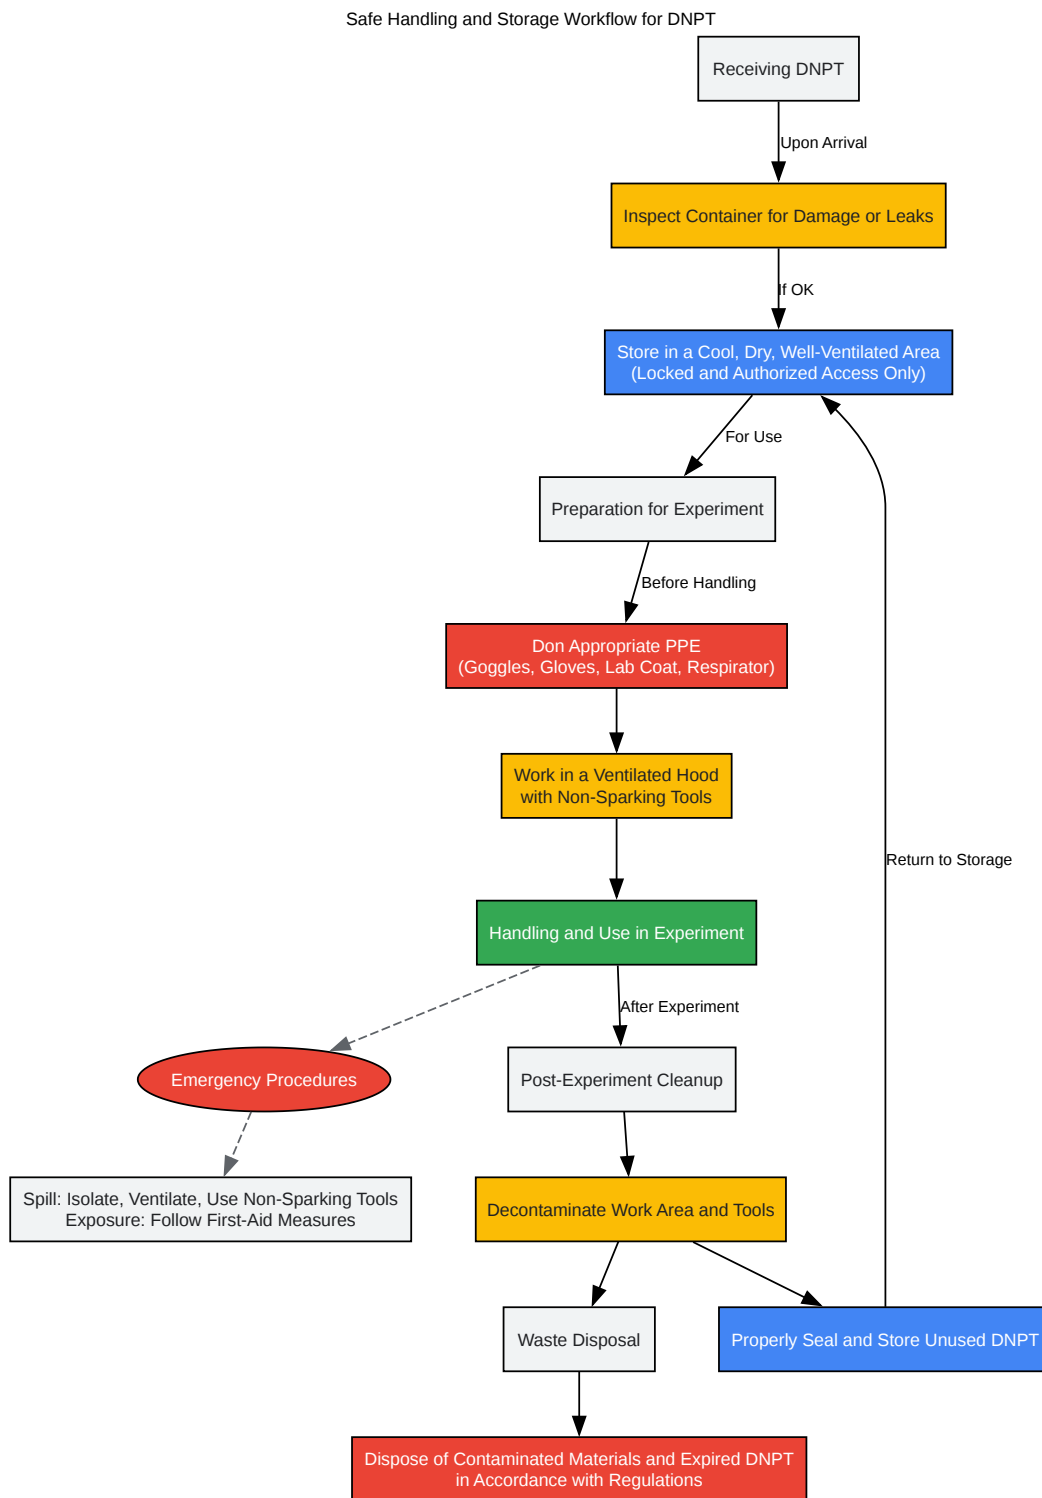 Safe Handling and Storage Workflow for DNPT
Receiving DNPT
Upon Arrival
Inspect Container for Damage or Leaks
If OK
Store in a Cool, Dry, Well-Ventilated Area
(Locked and Authorized Access Only)
For Use
Preparation for Experiment
Before Handling
Don Appropriate PPE
(Goggles, Gloves, Lab Coat, Respirator)
Work in a Ventilated Hood
with Non-Sparking Tools
Return to Storage
Handling and Use in Experiment
After Experiment
Emergency Procedures
Post-Experiment Cleanup
Spill: Isolate, Ventilate, Use Non-Sparking Tools
Exposure: Follow First-Aid Measures
Decontaminate Work Area and Tools
Waste Disposal
Properly Seal and Store Unused DNPT
Dispose of Contaminated Materials and Expired DNPT
in Accordance with Regulations